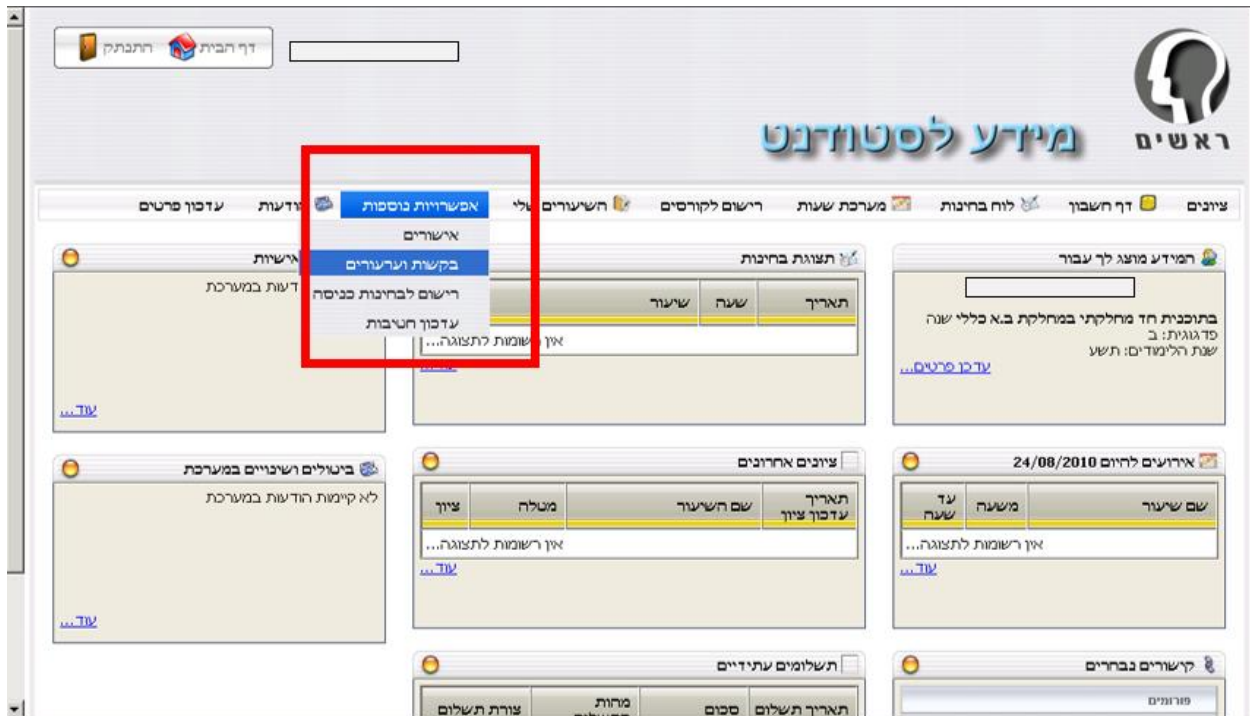 דף הבית
התנתק
ראשים
מידע לסטודנט
ציונים
דף חשבון
לוח בחינות
מערכת שעות
רישום לקורסים
השיעורים שלי
אפשרויות נוספות
עדכון פרטים
אישורים
בקשות וערעורים
רישום לבחינות כניסה
עדכון חטיבות
המידע מוצג לך עבור
בתוכנית חד מחלקתי במחלקת ב.א כללי שנה
פדגוגית: ב
שנת הלימודים: תשע
עדכן פרטים...
תצוגת בחינות
תאריך שעה שיעור
אין רשומות לתצוגה...
אישיות
דעות במערכת
עוד...
אירועים להיום 24/08/2010
שם שיעור משעה עד שעה
אין רשומות לתצוגה...
עוד...
ציונים אחרונים
תאריך עדכון ציון שם השיעור מטלה ציון
אין רשומות לתצוגה...
עוד...
ביטולים ושינויים במערכת
לא קיימות הודעות במערכת
עוד...
קישורים נבחרים
פורומים
תשלומים עתידיים
תאריך תשלום סכום מהות צורת תשלום